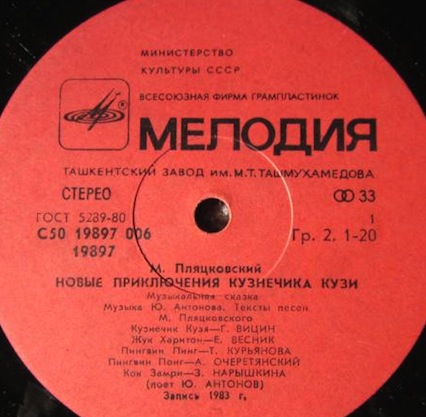 МИНИСТЕРСТВО
КУЛЬТУРЫ СССР
ВСЕСОЮЗНАЯ ФИРМА ГРАМПЛАСТИНОК
МЕЛОДИЯ
ТАШКЕНТСКИЙ ЗАВОД ИМ. М.Т. ТАШМУХАМЕДОВА
СТЕРЕО 33
ГОСТ 5289-80 1
С50 19897 006 Гр. 2. 1-20
19897
М. Пляцковский
НОВЫЕ ПРИКЛЮЧЕНИЯ КУЗНЕЧИКА КУЗИ
Музыкальная сказка
Музыка Ю. Антонова. Тексты песен
М. Пляцковского
Кузнечик Кузя—Г. ВИЦИН
Жук Харитон—Е. ВЕСНИК
Пингвин Пинг—Т. КУРЬЯНОВА
Пингвин Понг—А. ОЧЕРЕТЯНСКИЙ
Кок Замри—З. НАРЫШКИНА
(поет Ю. АНТОНОВ)
Запись 1983 г,